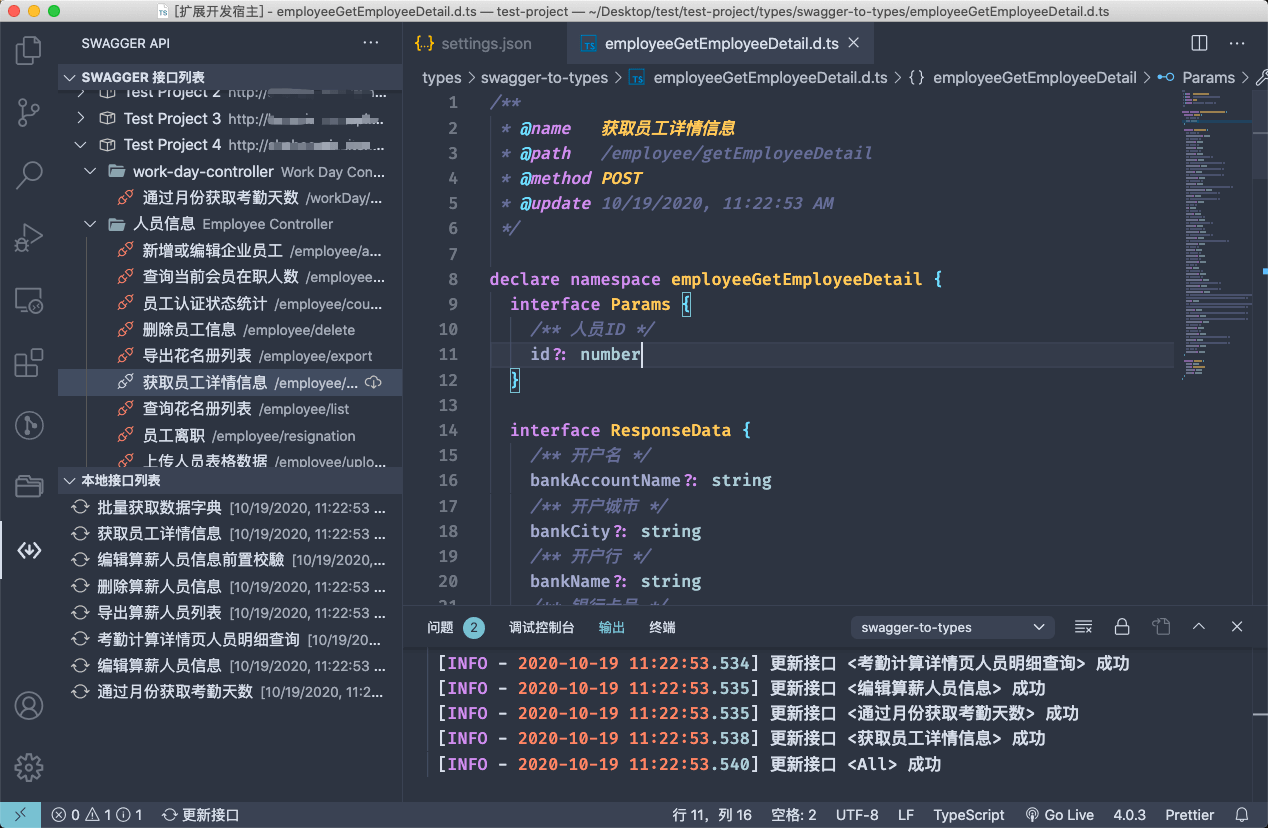 [扩展开发宿主] - employeeGetEmployeeDetail.d.ts — test-project — ~/Desktop/test/test-project/types/swagger-to-types/employeeGetEmployeeDetail.d.ts
SWAGGER API
SWAGGER 接口列表
Test Project 2 http://
Test Project 3 http://
Test Project 4 http://
work-day-controller Work Day Con...
通过月份获取考勤天数 /workDay/...
人员信息 Employee Controller
新增或编辑企业员工 /employee/a...
查询当前会员在职人数 /employee...
员工认证状态统计 /employee/cou...
删除员工信息 /employee/delete
导出花名册列表 /employee/export
获取员工详情信息 /employee/...
查询花名册列表 /employee/list
员工离职 /employee/resignation
上传人员表格数据 /employee/uplo...
本地接口列表
批量获取数据字典 [10/19/2020, 11:22:53 ...
获取员工详情信息 [10/19/2020, 11:22:53 ...
编辑算薪人员信息前置校驗 [10/19/2020,...
删除算薪人员信息 [10/19/2020, 11:22:53 ...
导出算薪人员列表 [10/19/2020, 11:22:53 ...
考勤计算详情页人员明细查询 [10/19/20...
编辑算薪人员信息 [10/19/2020, 11:22:53 ...
通过月份获取考勤天数 [10/19/2020, 11:2...
{..} settings.json
TS employeeGetEmployeeDetail.d.ts
types > swagger-to-types > TS employeeGetEmployeeDetail.d.ts > {} employeeGetEmployeeDetail > Params >
1 /**
2 * @name 获取员工详情信息
3 * @path /employee/getEmployeeDetail
4 * @method POST
5 * @update 10/19/2020, 11:22:53 AM
6 */
7
8 declare namespace employeeGetEmployeeDetail {
9 interface Params {
10 /** 人员ID */
11 id?: number
12 }
13
14 interface ResponseData {
15 /** 开户名 */
16 bankAccountName?: string
17 /** 开户城市 */
18 bankCity?: string
19 /** 开户行 */
20 bankName?: string
21 /** 银行卡号 */
问题 2 调试控制台 输出 终端
swagger-to-types
[INFO - 2020-10-19 11:22:53.534] 更新接口 <考勤计算详情页人员明细查询> 成功
[INFO - 2020-10-19 11:22:53.535] 更新接口 <编辑算薪人员信息> 成功
[INFO - 2020-10-19 11:22:53.535] 更新接口 <通过月份获取考勤天数> 成功
[INFO - 2020-10-19 11:22:53.538] 更新接口 <获取员工详情信息> 成功
[INFO - 2020-10-19 11:22:53.540] 更新接口 <All> 成功
0 1 1 更新接口 行 11，列 16 空格: 2 UTF-8 LF TypeScript Go Live 4.0.3 Prettier